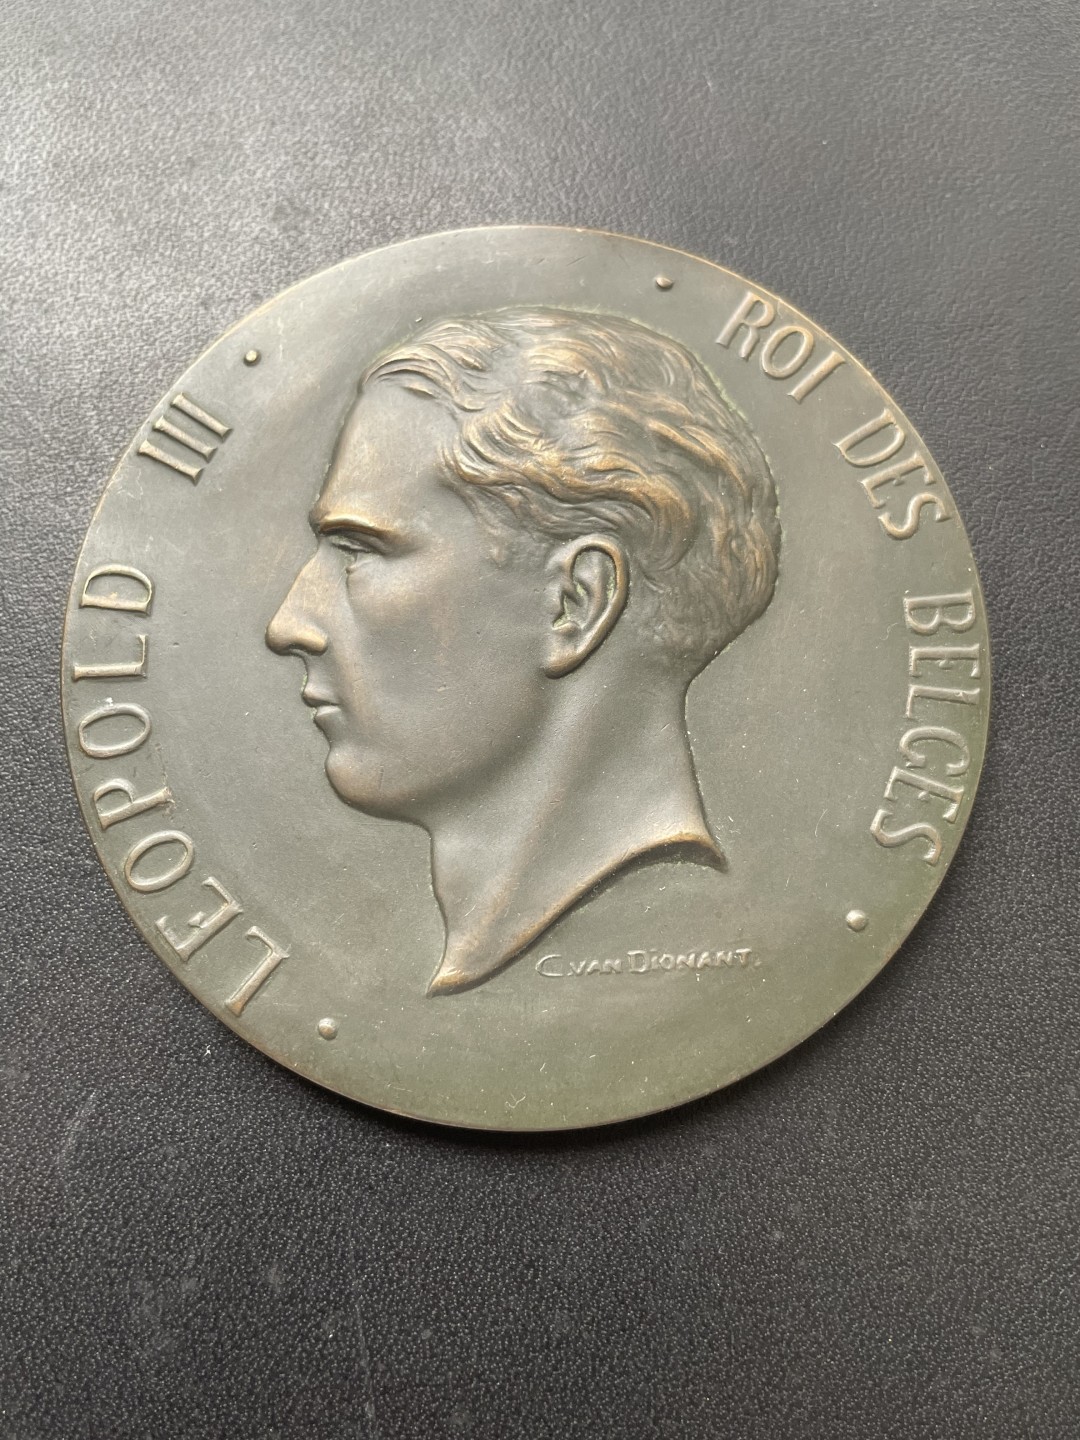 · LEOPOLD III ·
· ROI DES BELGES ·
C. VAN DIONANT.